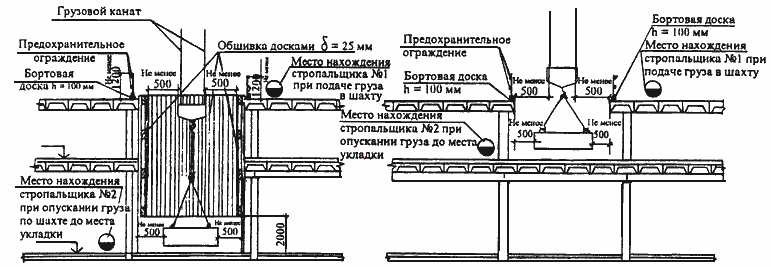 Грузовой канат
Обшивка досками δ = 25 мм
Предохранительное
ограждение
Бортовая
доска h = 100 мм
1200
Не менее
500
Не менее
500
1200
Место нахождения
стропальщика №1
при подаче груза
в шахту
Место нахождения
стропальщика №2
при опускании груза
по шахте до места
укладки
Не менее
500
Не менее
500
2000
Предохранительное
ограждение
Бортовая доска
h = 100 мм
Место нахождения
стропальщика №2 при
опускании груза до места
укладки
Не менее
500
Не менее
500
Не менее
500
Не менее
500
Бортовая доска
h = 100 мм
Место нахождения
стропальщика №1 при
подаче груза в шахту